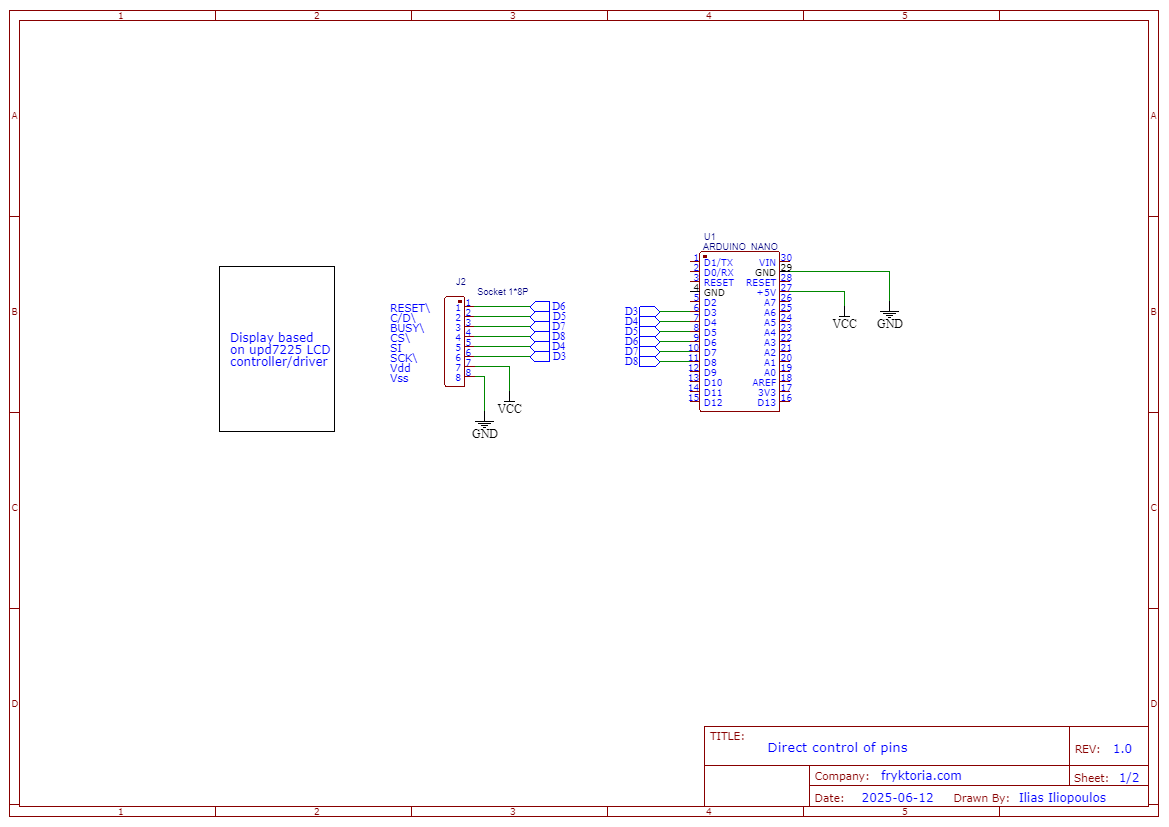 1 2 3 4 5
A A
B B
C C
D D
1 2 3 4 5
Display based
on upd7225 LCD
controller/driver
J2
Socket 1*8P
RESET\ 1 1 D6
C/D\ 2 2 D5
BUSY\ 3 3 D7
CS\ 4 4 D8
SI 5 5 D4
SCK\ 6 6 D3
Vdd 7 7
Vss 8 8
VCC
GND
U1
ARDUINO NANO
1 D1/TX VIN 30
2 D0/RX GND 29
3 RESET RESET 28
4 GND +5V 27
5 D2 A7 26
D3 6 D3 A6 25
D4 7 D4 A5 24
D5 8 D5 A4 23
D6 9 D6 A3 22
D7 10 D7 A2 21
D8 11 D8 A1 20
12 D9 A0 19
13 D10 AREF 18
14 D11 3V3 17
15 D12 D13 16
VCC GND
TITLE:
Direct control of pins
REV: 1.0
Company: fryktoria.com
Sheet: 1/2
Date: 2025-06-12 Drawn By: Ilias Iliopoulos